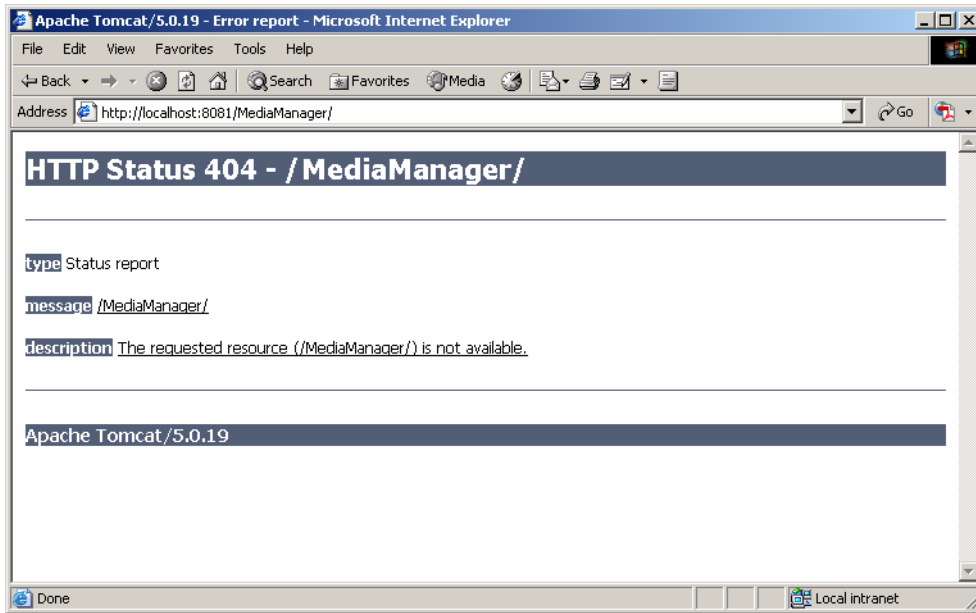 Apache Tomcat/5.0.19 - Error report - Microsoft Internet Explorer
File Edit View Favorites Tools Help
Back Search Favorites Media
Address http://localhost:8081/MediaManager/ Go
HTTP Status 404 - /MediaManager/
type Status report
message /MediaManager/
description The requested resource (/MediaManager/) is not available.
Apache Tomcat/5.0.19
Done Local intranet